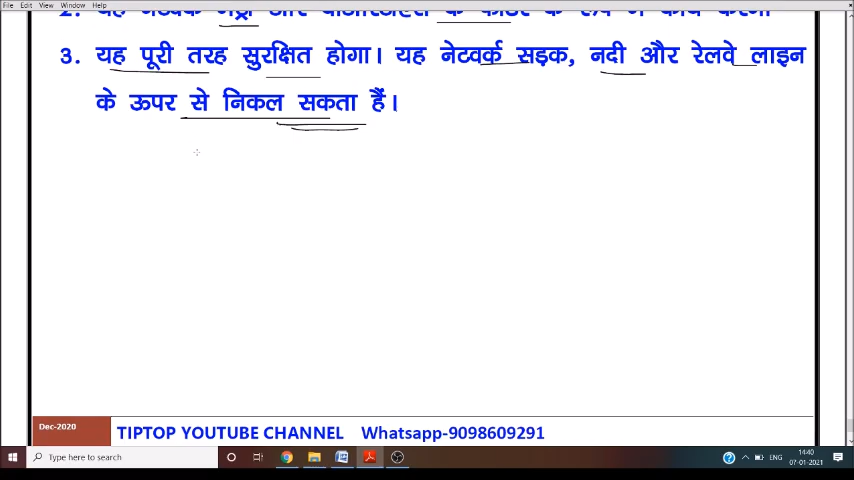 File Edit View Window Help
3. यह पूरी तरह सुरक्षित होगा। यह नेटवर्क सड़क, नदी और रेलवे लाइन
के ऊपर से निकल सकता हैं।
Dec-2020
TIPTOP YOUTUBE CHANNEL Whatsapp-9098609291
Type here to search
ENG
14:40
07-01-2021